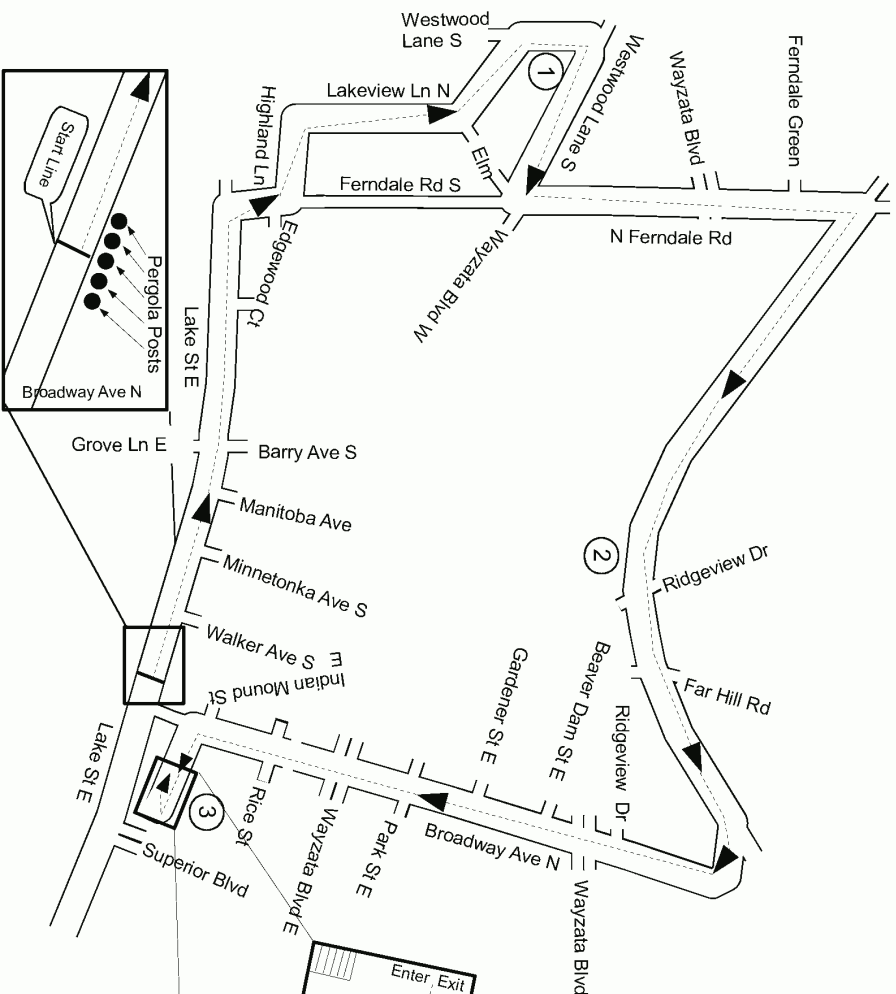 Westwood
Lane S
1
Westwood Lane S
Wayzata Blvd
Ferndale Green
Lakeview Ln N
Highland Ln
Elm
Ferndale Rd S
N Ferndale Rd
Wayzata Blvd W
Edgewood Ct
Start Line
Pergola Posts
Broadway Ave N
Lake St E
Grove Ln E
Barry Ave S
Manitoba Ave
Minnetonka Ave S
Walker Ave S
Indian Mound St
E
2
Ridgeview Dr
Far Hill Rd
Gardener St E
Beaver Dam St E
Ridgeview Dr
Lake St E
3
Rice St
Wayzata Blvd E
Park St E
Broadway Ave N
Wayzata Blvd
Superior Blvd
Enter Exit